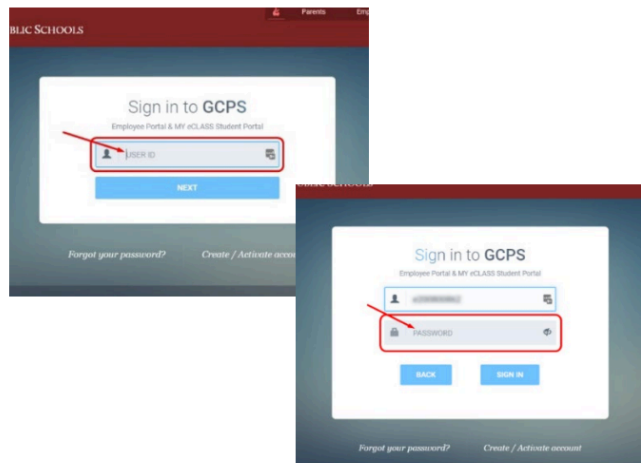 Parents Emp
BLIC SCHOOLS
Sign in to GCPS
Employee Portal & MY eCLASS Student Portal
USER ID
NEXT
Forgot your password? Create / Activate accou
Sign in to GCPS
Employee Portal & MY eCLASS Student Portal
PASSWORD
BACK SIGN IN
Forgot your password? Create / Activate account